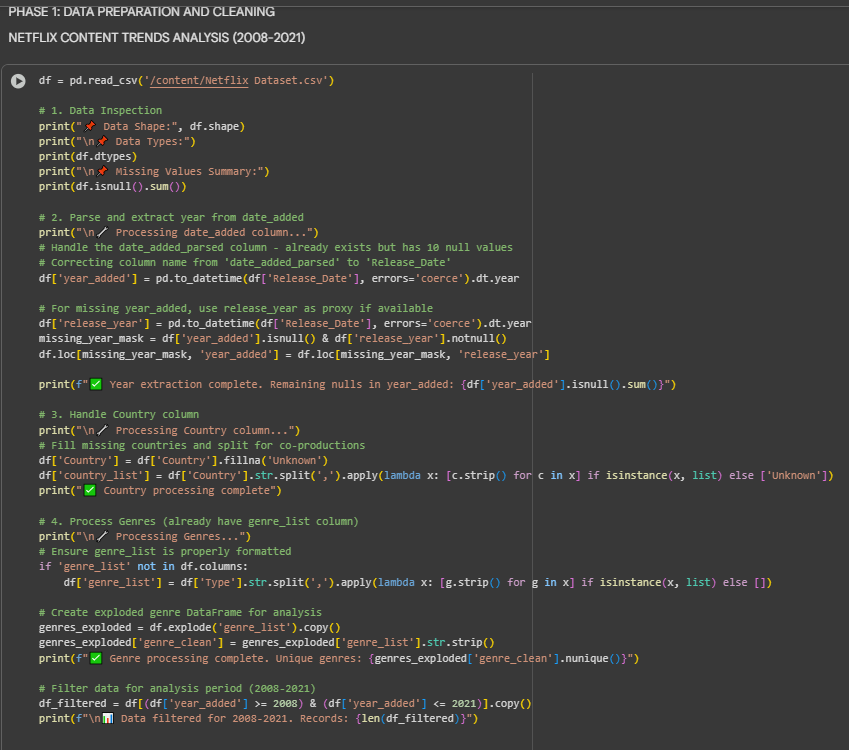 PHASE 1: DATA PREPARATION AND CLEANING
NETFLIX CONTENT TRENDS ANALYSIS (2008-2021)
df = pd.read_csv('/content/Netflix Dataset.csv')
# 1. Data Inspection
print("📌 Data Shape:", df.shape)
print("\n📌 Data Types:")
print(df.dtypes)
print("\n📌 Missing Values Summary:")
print(df.isnull().sum())
# 2. Parse and extract year from date_added
print("\n🔧 Processing date_added column...")
# Handle the date_added_parsed column - already exists but has 10 null values
# Correcting column name from 'date_added_parsed' to 'Release_Date'
df['year_added'] = pd.to_datetime(df['Release_Date'], errors='coerce').dt.year
# For missing year_added, use release_year as proxy if available
df['release_year'] = pd.to_datetime(df['Release_Date'], errors='coerce').dt.year
missing_year_mask = df['year_added'].isnull() & df['release_year'].notnull()
df.loc[missing_year_mask, 'year_added'] = df.loc[missing_year_mask, 'release_year']
print(f"✅ Year extraction complete. Remaining nulls in year_added: {df['year_added'].isnull().sum()}")
# 3. Handle Country column
print("\n🔧 Processing Country column...")
# Fill missing countries and split for co-productions
df['Country'] = df['Country'].fillna('Unknown')
df['country_list'] = df['Country'].str.split(',').apply(lambda x: [c.strip() for c in x] if isinstance(x, list) else ['Unknown'])
print("✅ Country processing complete")
# 4. Process Genres (already have genre_list column)
print("\n🔧 Processing Genres...")
# Ensure genre_list is properly formatted
if 'genre_list' not in df.columns:
    df['genre_list'] = df['Type'].str.split(',').apply(lambda x: [g.strip() for g in x] if isinstance(x, list) else [])
# Create exploded genre DataFrame for analysis
genres_exploded = df.explode('genre_list').copy()
genres_exploded['genre_clean'] = genres_exploded['genre_list'].str.strip()
print(f"✅ Genre processing complete. Unique genres: {genres_exploded['genre_clean'].nunique()}")
# Filter data for analysis period (2008-2021)
df_filtered = df[(df['year_added'] >= 2008) & (df['year_added'] <= 2021)].copy()
print(f"\n📊 Data filtered for 2008-2021. Records: {len(df_filtered)}")